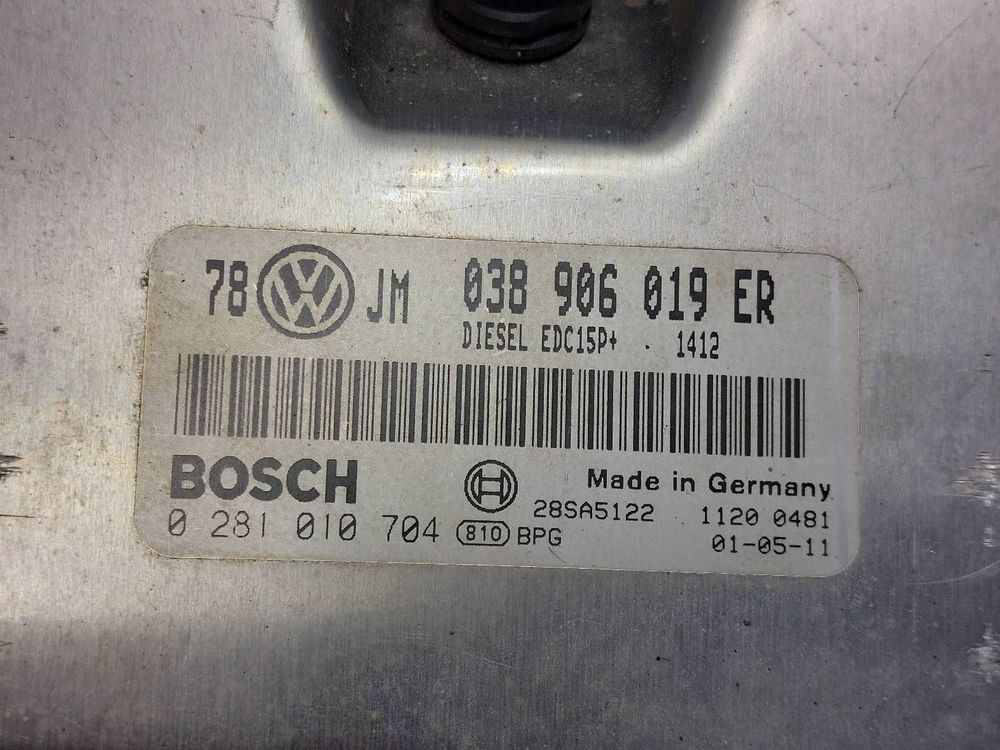 78 VW JM 038 906 019 ER
DIESEL EDC15P+ . 1412
BOSCH
Made in Germany
28SA5122 1120 0481
0 281 010 704 810 BPG
01-05-11